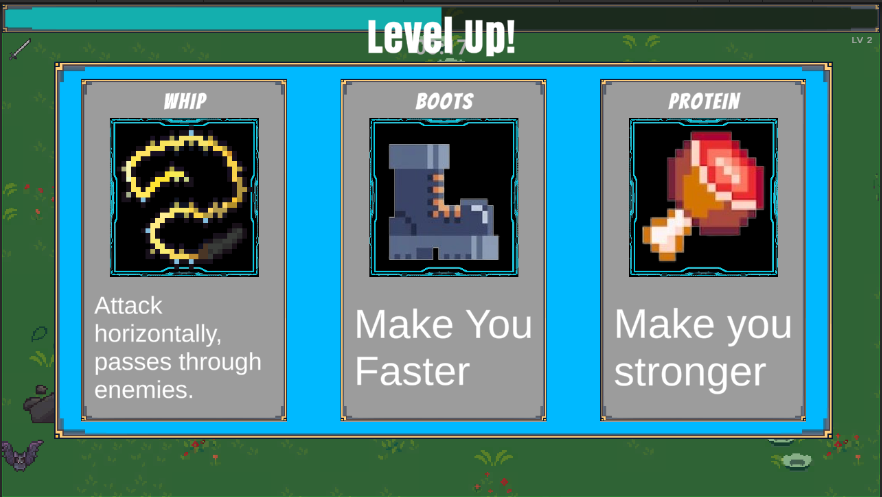 Level Up!
LV 2
WHIP
BOOTS
PROTEIN
Attack
horizontally,
passes through
enemies.
Make You
Faster
Make you
stronger